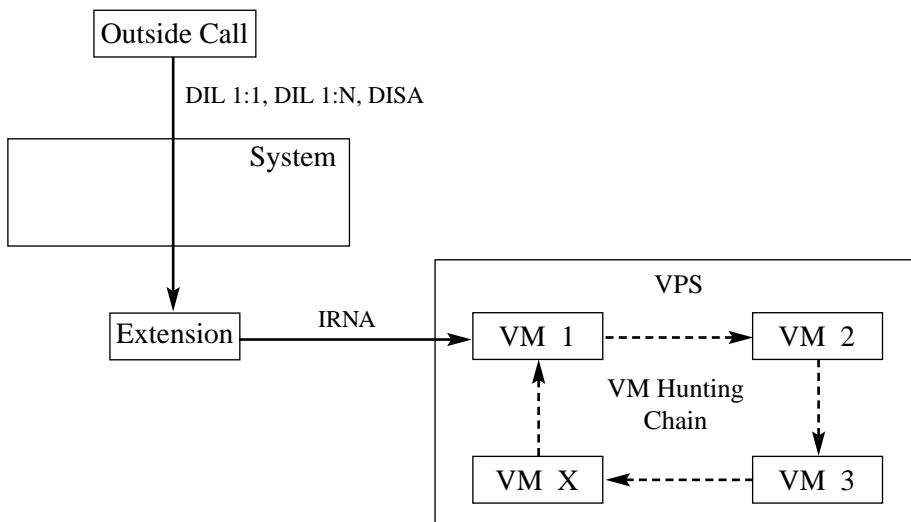 Outside Call
DIL 1:1, DIL 1:N, DISA
System
VPS
Extension
IRNA
VM 1
VM 2
VM Hunting
Chain
VM X
VM 3